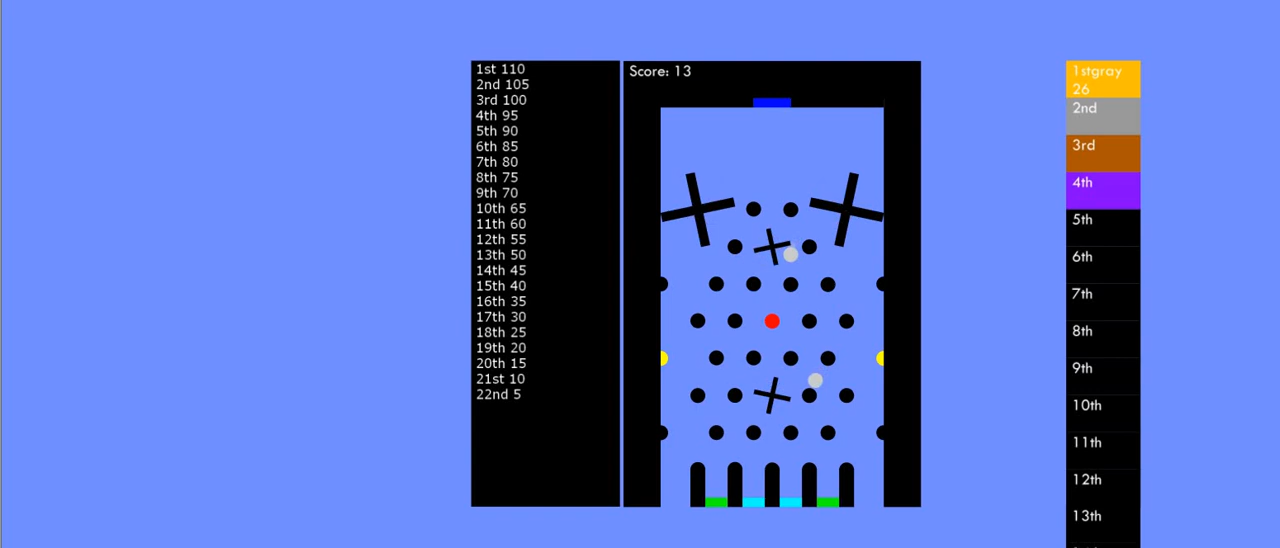 1st 110
2nd 105
3rd 100
4th 95
5th 90
6th 85
7th 80
8th 75
9th 70
10th 65
11th 60
12th 55
13th 50
14th 45
15th 40
16th 35
17th 30
18th 25
19th 20
20th 15
21st 10
22nd 5
Score: 13
1stgray
26
2nd
3rd
4th
5th
6th
7th
8th
9th
10th
11th
12th
13th